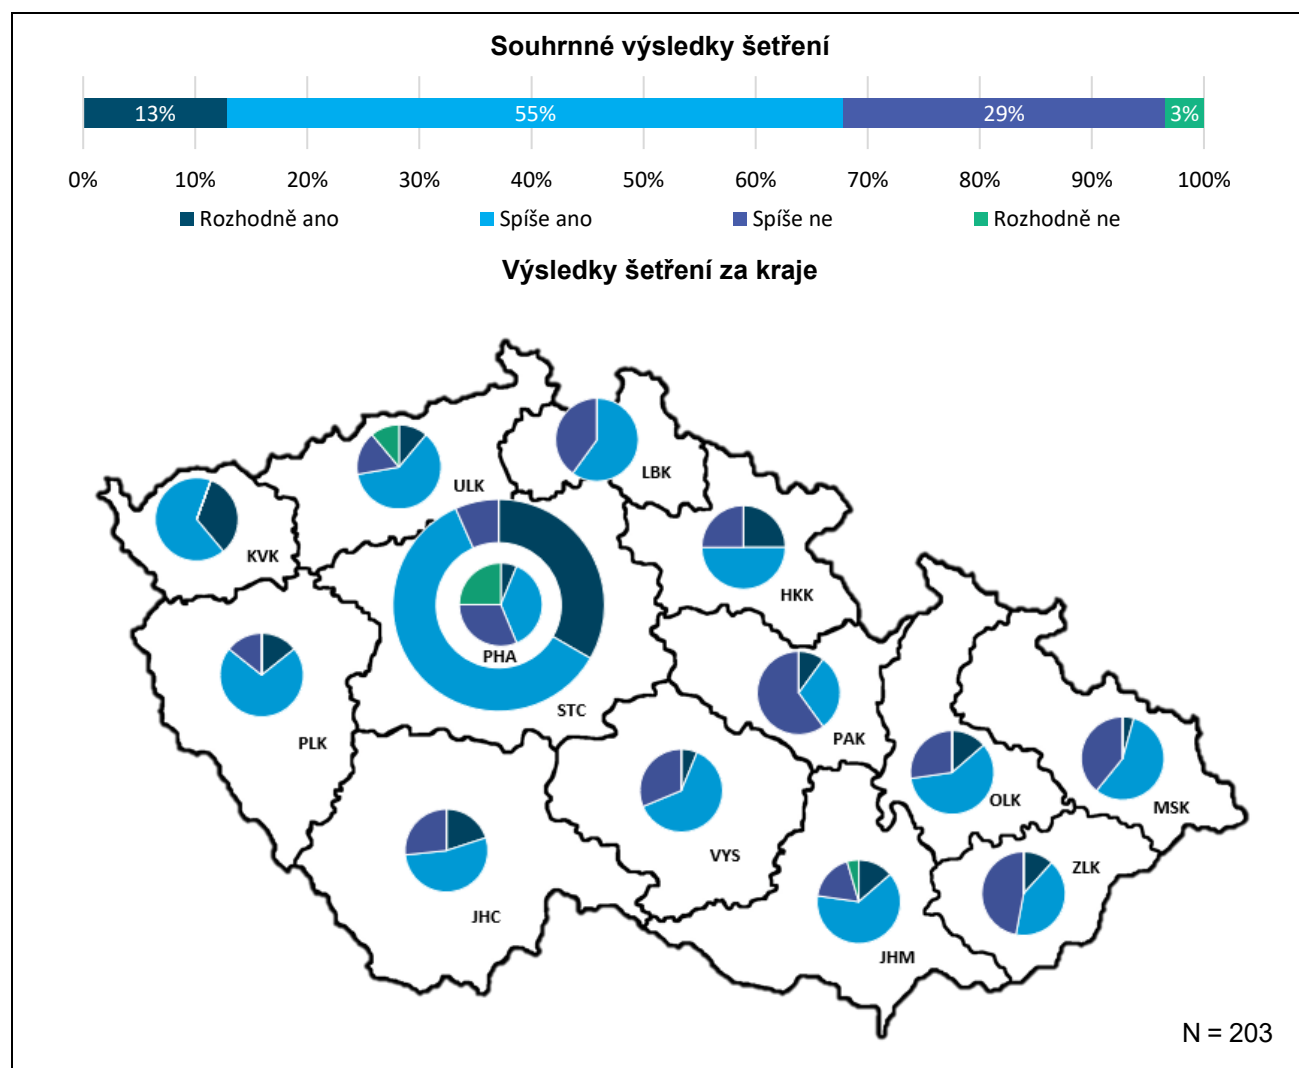 Souhrnné výsledky šetření
13% 55% 29% 3%
0% 10% 20% 30% 40% 50% 60% 70% 80% 90% 100%
Rozhodně ano Spíše ano Spíše ne Rozhodně ne
Výsledky šetření za kraje
LBK
ULK
KVK
HKK
PHA
STC
PLK
PAK
OLK
MSK
VYS
ZLK
JHC
JHM
N = 203